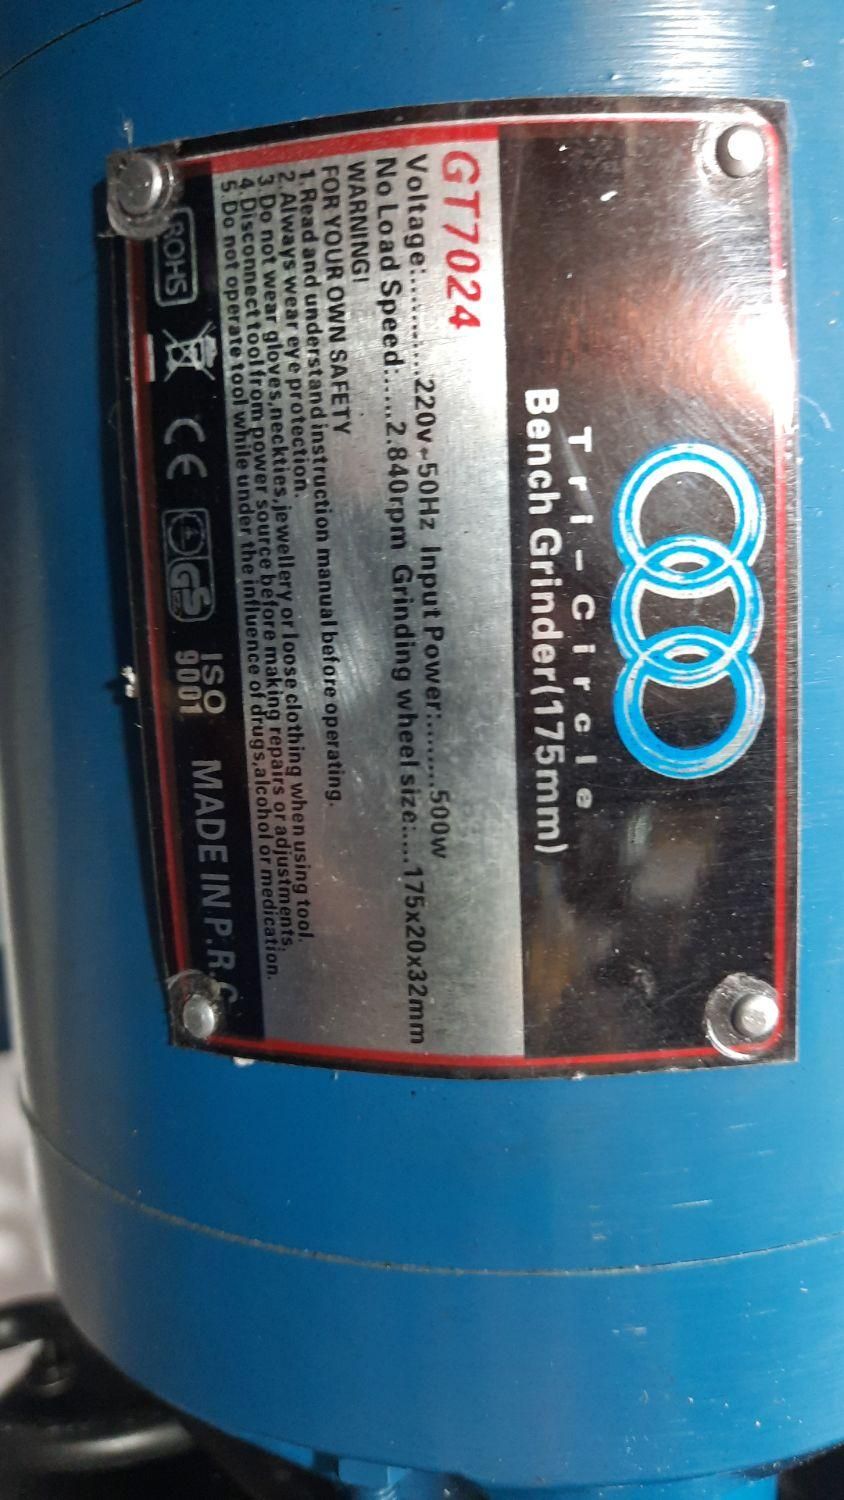 Tri-Circle
Bench Grinder(175mm)
GT7024
Voltage:...........220v~50Hz Input Power:.........500w
No Load Speed.....2.840rpm Grinding wheel size:....175x20x32mm
WARNING!
FOR YOUR OWN SAFETY
1.Read and understand instruction manual before operating.
2.Always wear eye protection.
3.Do not wear gloves,neckties,jewellery or loose clothing when using tool.
4.Disconnect tool from power source before making repairs or adjustments.
5.Do not operate tool while under the influence of drugs,alcohol or medication.
ROHS CE GS ISO 9001 MADE IN P.R.C